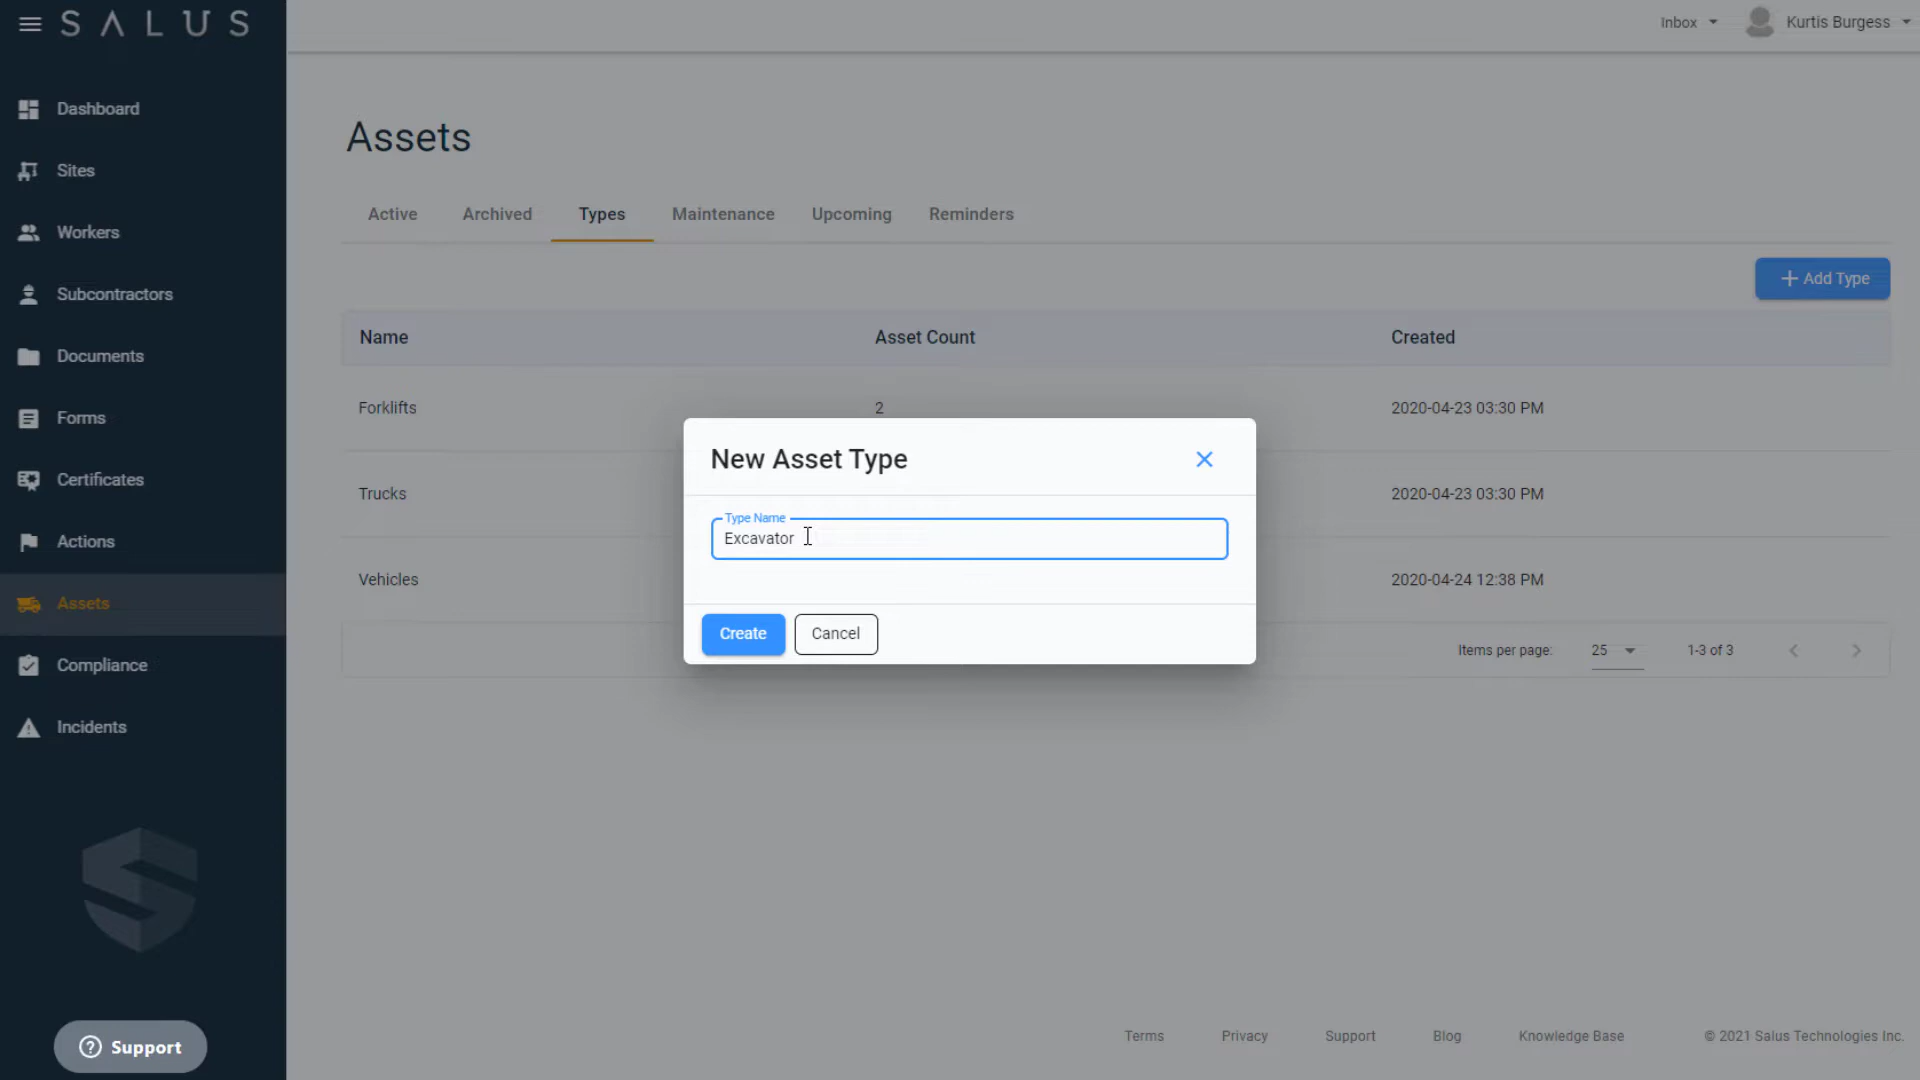 SALUS
Inbox
Kurtis Burgess
Dashboard
Sites
Workers
Subcontractors
Documents
Forms
Certificates
Actions
Assets
Compliance
Incidents
Support
Assets
Active Archived Types Maintenance Upcoming Reminders
+ Add Type
Name Asset Count Created
Forklifts 2 2020-04-23 03:30 PM
Trucks 2020-04-23 03:30 PM
Vehicles 2020-04-24 12:38 PM
Items per page: 25 1-3 of 3
New Asset Type
Type Name
Excavator
Create Cancel
Terms Privacy Support Blog Knowledge Base © 2021 Salus Technologies Inc.